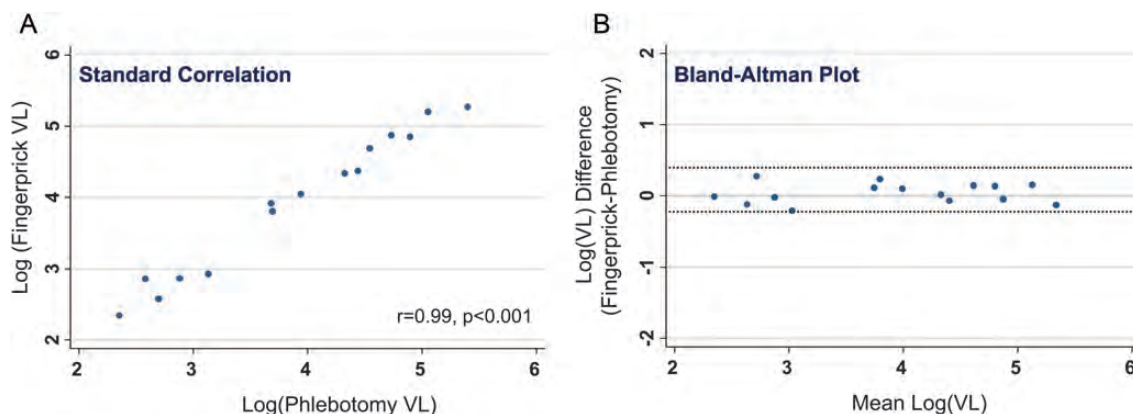 A
Standard Correlation
Log (Fingerprick VL)
6
5
4
3
2
r=0.99, p<0.001
2 3 4 5 6
Log(Phlebotomy VL)
B
Bland-Altman Plot
Log(VL) Difference
(Fingerprick-Phlebotomy)
2
1
0
-1
-2
2 3 4 5 6
Mean Log(VL)